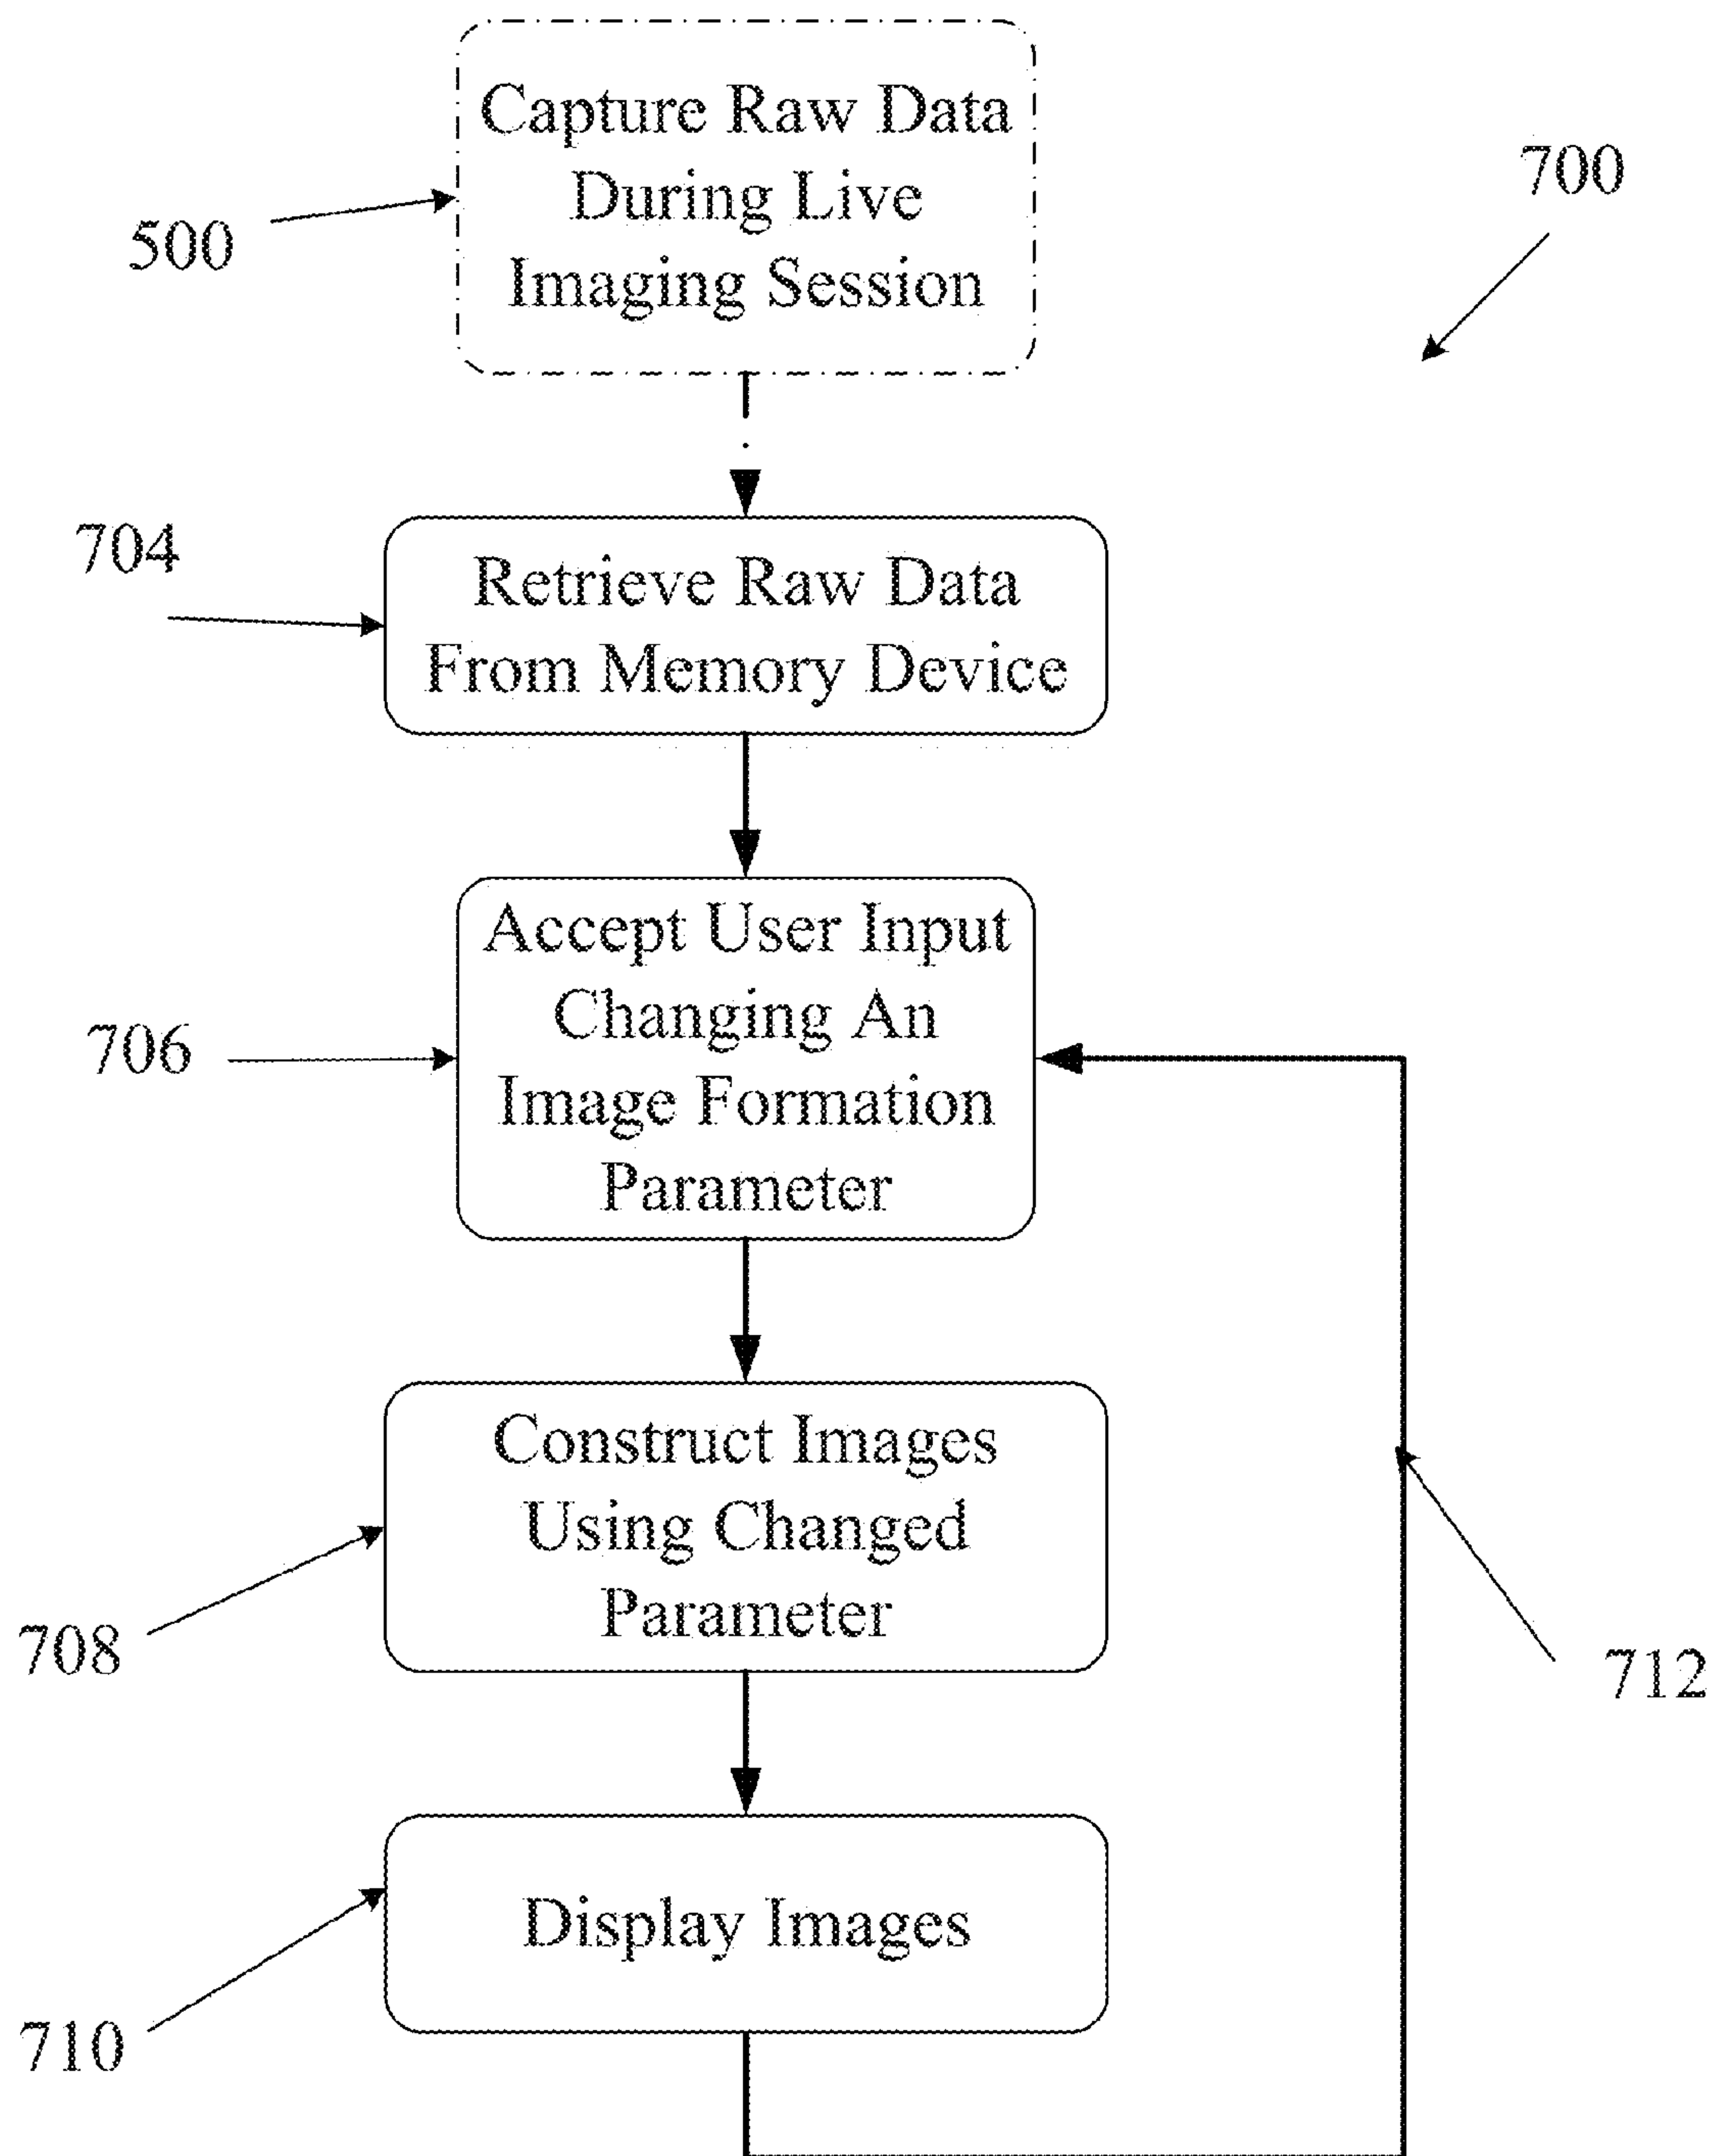 Capture Raw Data
During Live
Imaging Session
700
500
704
Retrieve Raw Data
From Memory Device
Accept User Input
Changing An
Image Formation
Parameter
706
Construct Images
Using Changed
Parameter
708
712
Display Images
710